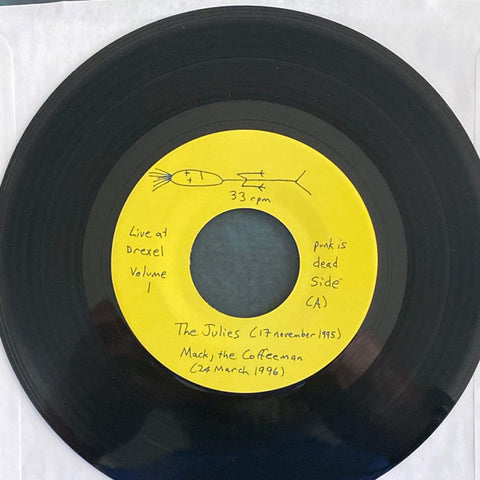 33 rpm
Live at
Drexel
Volume
1
punk is
dead
Side
(A)
The Julies (17 november 1995)
Mack, the Coffeeman
(24 March 1996)